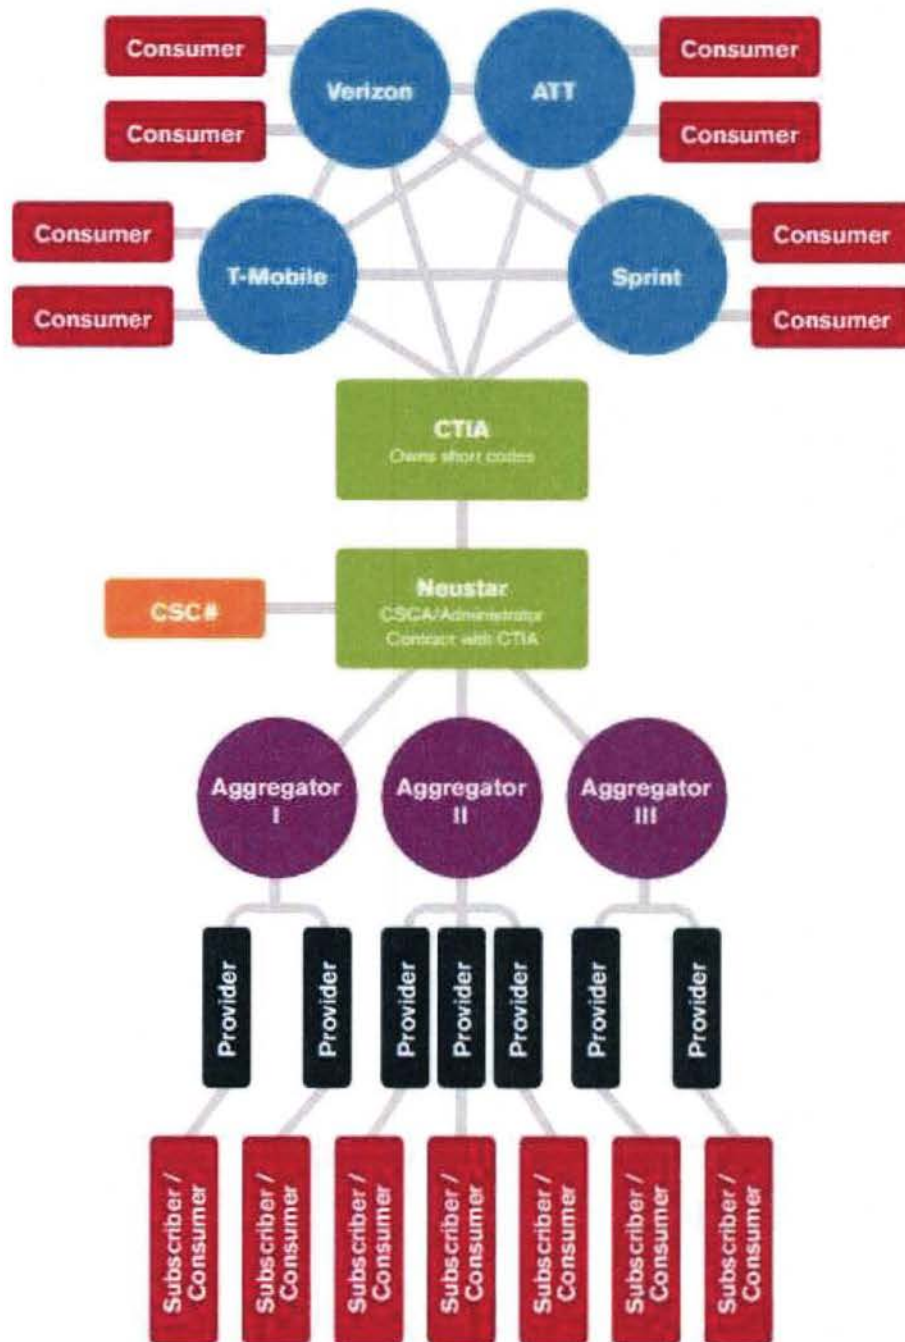 Consumer
Verizon
ATT
Consumer
Consumer
Consumer
Consumer
T-Mobile
Sprint
Consumer
Consumer
Consumer
CTIA
Owns short codes
Neustar
CSCA/Administrator
Contract with CTIA
CSC#
Aggregator
I
Aggregator
II
Aggregator
III
Provider
Provider
Provider
Provider
Provider
Provider
Provider
Subscriber /
Consumer
Subscriber /
Consumer
Subscriber /
Consumer
Subscriber /
Consumer
Subscriber /
Consumer
Subscriber /
Consumer
Subscriber /
Consumer